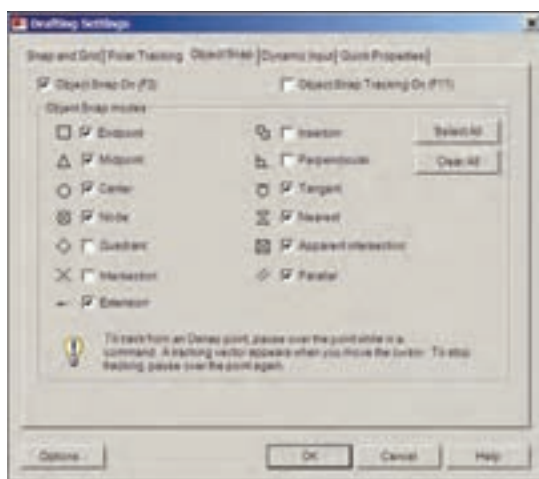 Drafting Settings
Snap and Grid Polar Tracking Object Snap Dynamic Input Quick Properties
Object Snap On (F3) Object Snap Tracking On (F11)
Object Snap modes
Endpoint Insertion Select All
Midpoint Perpendicular Clear All
Center Tangent
Node Nearest
Quadrant Apparent intersection
Intersection Parallel
Extension
To track from an Osnap point, pause over the point while in a
command. A tracking vector appears when you move the cursor. To stop
tracking, pause over the point again.
Options... OK Cancel Help